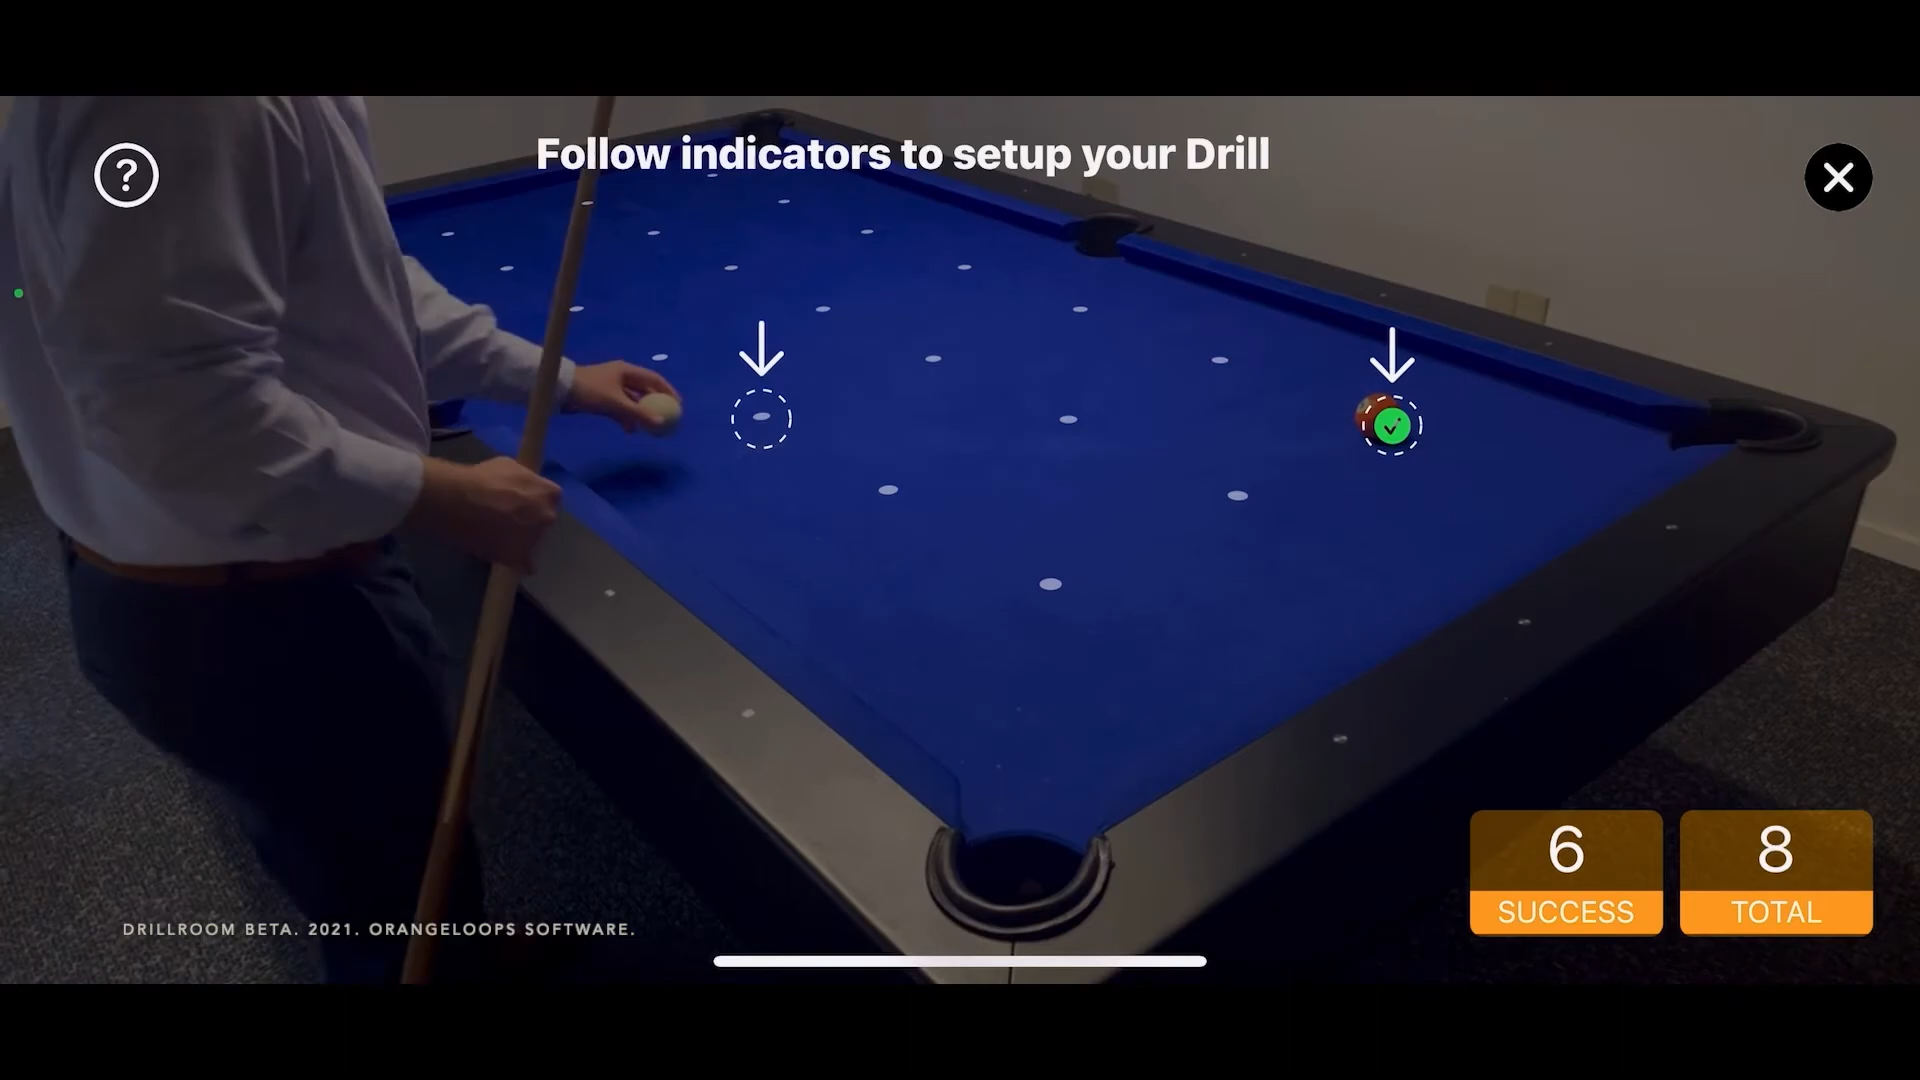 ?
Follow indicators to setup your Drill
6
SUCCESS
8
TOTAL
DRILLROOM BETA. 2021. ORANGELOOPS SOFTWARE.